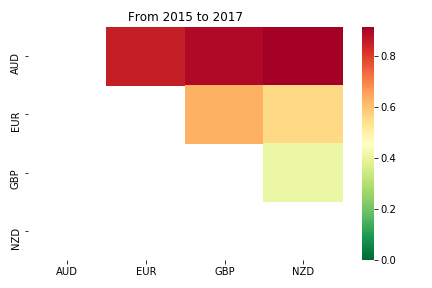 From 2015 to 2017
AUD
EUR
GBP
NZD
AUD EUR GBP NZD
0.8
0.6
0.4
0.2
0.0